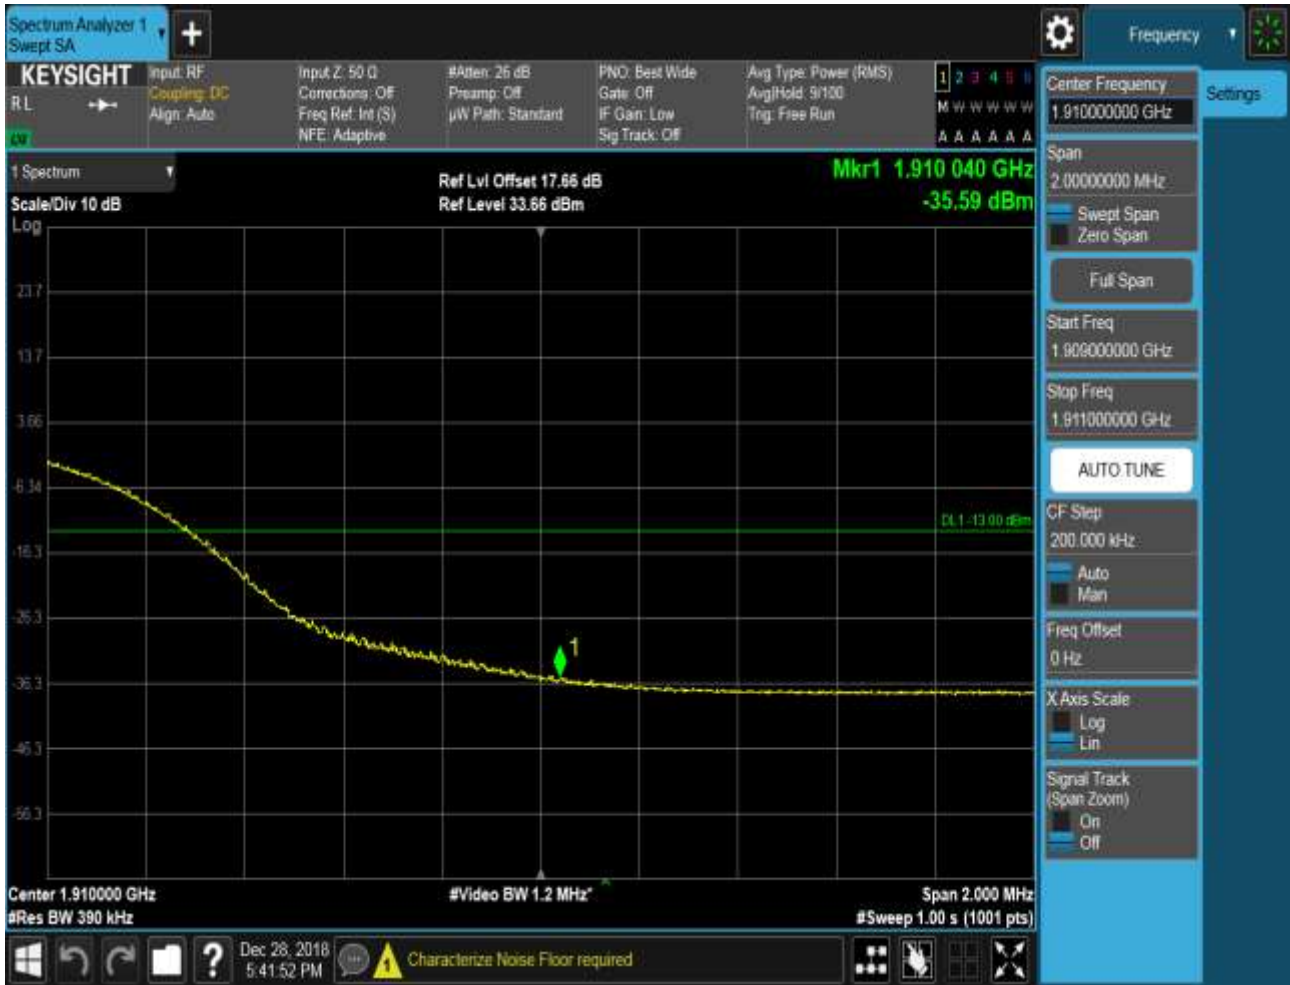 Spectrum Analyzer 1
Swept SA
Frequency
KEYSIGHT
RL
Input: RF
Coupling: DC
Align: Auto
Input Z: 50 Ω
Corrections: Off
Freq Ref: Int (S)
NFE: Adaptive
#Atten: 26 dB
Preamp: Off
µW Path: Standard
PNO: Best Wide
Gate: Off
IF Gain: Low
Sig Track: Off
Avg Type: Power (RMS)
Avg|Hold: 9/100
Trig: Free Run
1 2 3 4 5 6
M W W W W W
A A A A A A
1 Spectrum
Scale/Div 10 dB
Log
Ref Lvl Offset 17.66 dB
Ref Level 33.66 dBm
Mkr1 1.910 040 GHz
-35.59 dBm
23.7
13.7
3.66
-6.34
-16.3
-26.3
-36.3
-46.3
-56.3
DL1 -13.00 dBm
1
Center 1.910000 GHz
#Res BW 390 kHz
#Video BW 1.2 MHz*
Span 2.000 MHz
#Sweep 1.00 s (1001 pts)
Center Frequency
1.910000000 GHz
Settings
Span
2.00000000 MHz
Swept Span
Zero Span
Full Span
Start Freq
1.909000000 GHz
Stop Freq
1.911000000 GHz
AUTO TUNE
CF Step
200.000 kHz
Auto
Man
Freq Offset
0 Hz
X Axis Scale
Log
Lin
Signal Track
(Span Zoom)
On
Off
?
Dec 28, 2018
5:41:52 PM
1
Characterize Noise Floor required